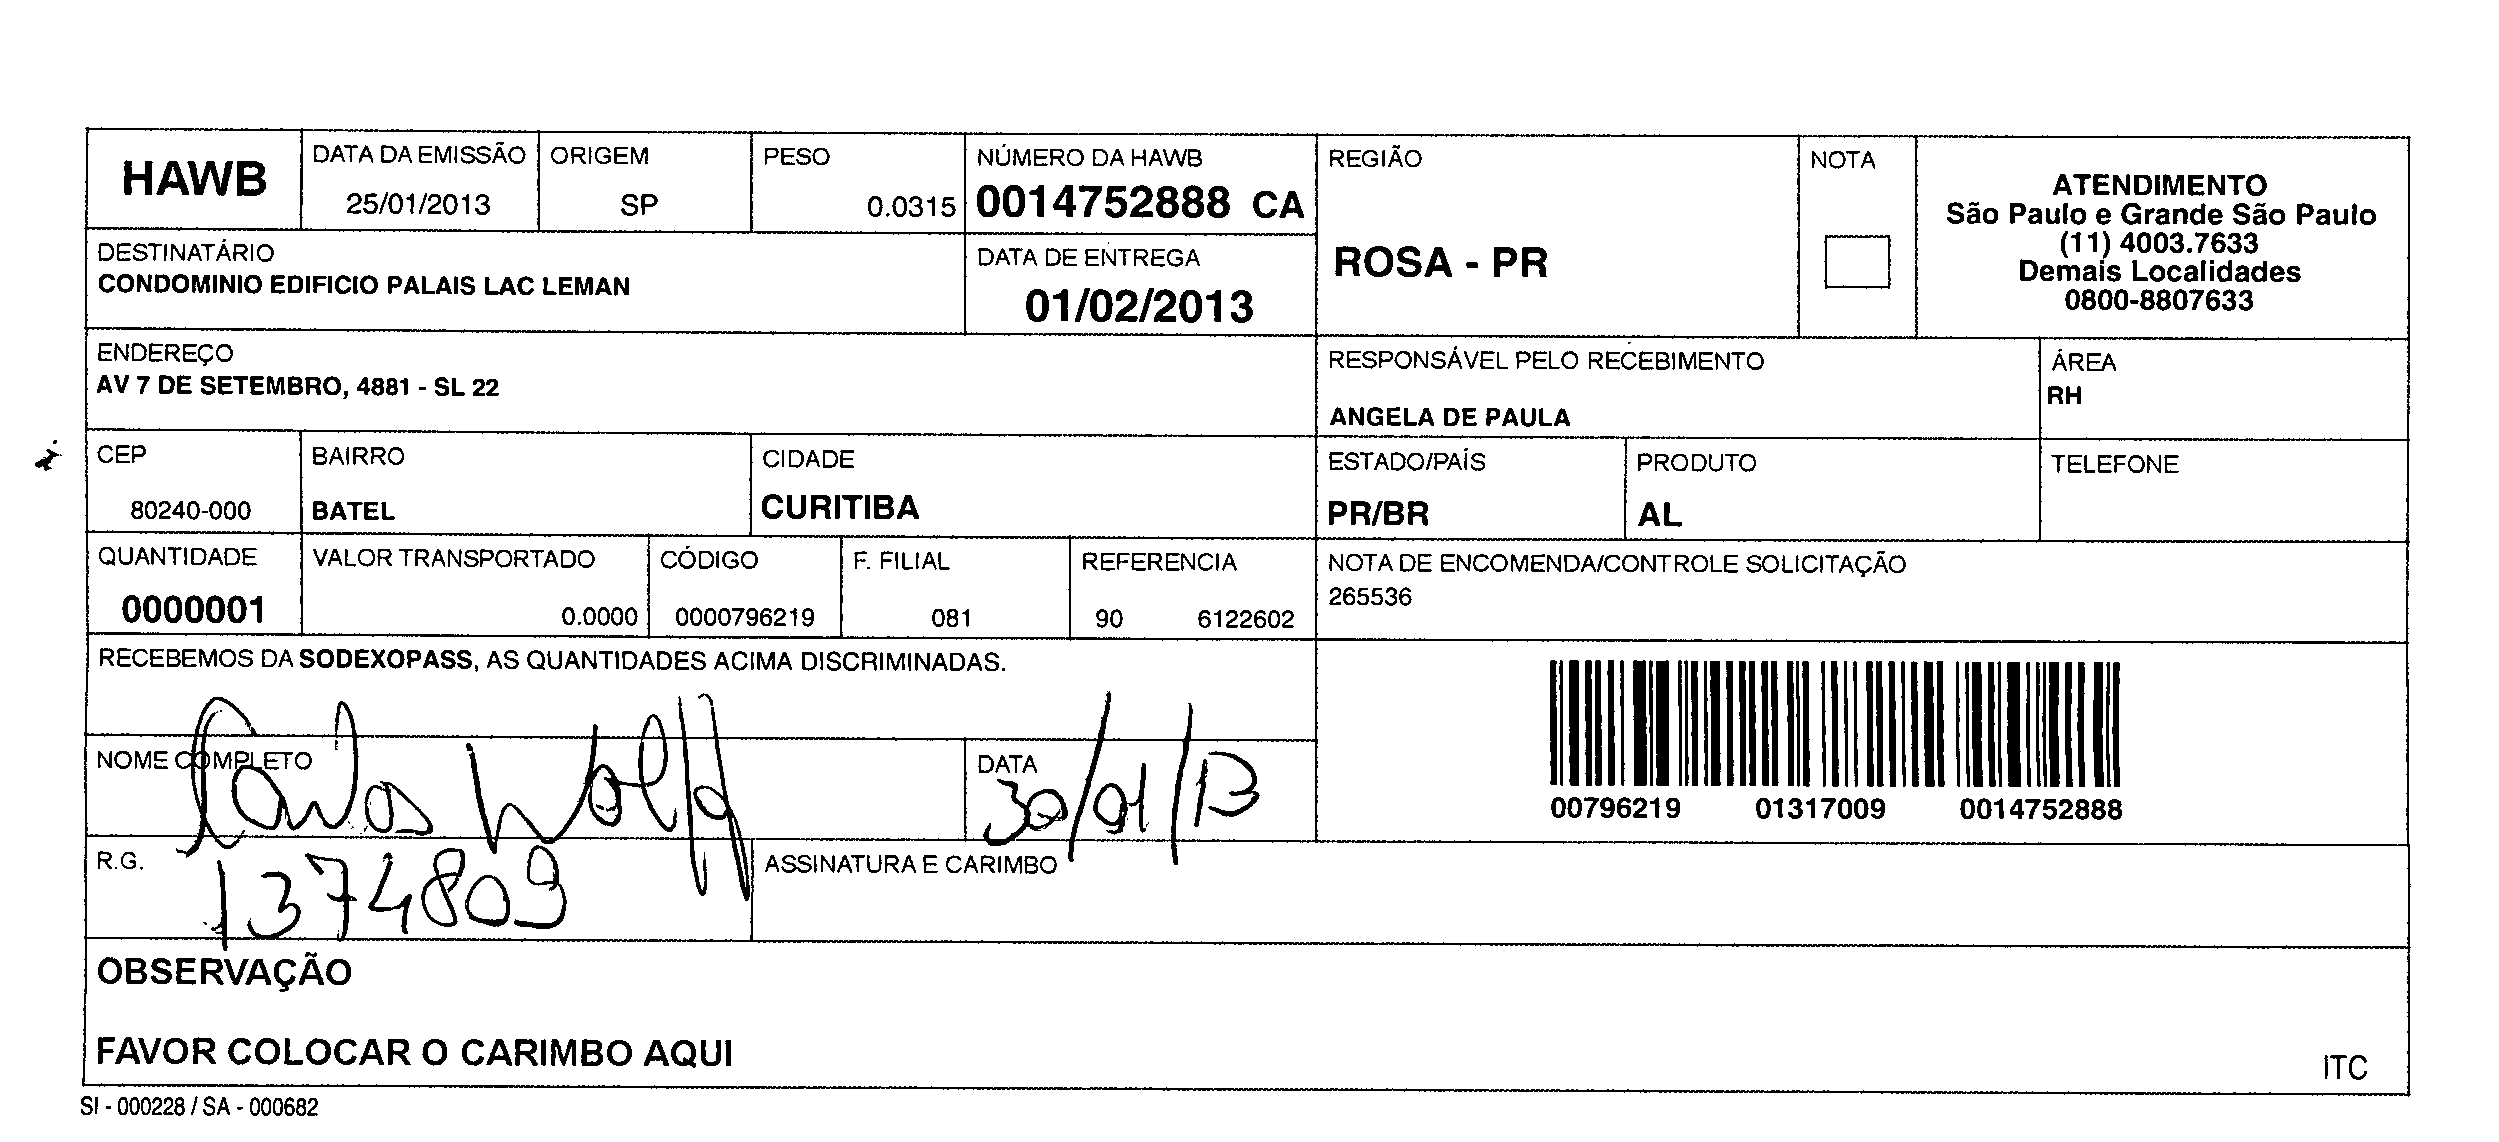 HAWB
DATA DA EMISSÃO
25/01/2013
ORIGEM
SP
PESO
0.0315
NÚMERO DA HAWB
0014752888 CA
REGIÃO
ROSA - PR
NOTA
ATENDIMENTO
São Paulo e Grande São Paulo
(11) 4003.7633
Demais Localidades
0800-8807633
DESTINATÁRIO
CONDOMINIO EDIFICIO PALAIS LAC LEMAN
DATA DE ENTREGA
01/02/2013
ENDEREÇO
AV 7 DE SETEMBRO, 4881 - SL 22
RESPONSÁVEL PELO RECEBIMENTO
ANGELA DE PAULA
ÁREA
RH
CEP
80240-000
BAIRRO
BATEL
CIDADE
CURITIBA
ESTADO/PAÍS
PR/BR
PRODUTO
AL
TELEFONE
QUANTIDADE
0000001
VALOR TRANSPORTADO
0.0000
CÓDIGO
0000796219
F. FILIAL
081
REFERENCIA
90 6122602
NOTA DE ENCOMENDA/CONTROLE SOLICITAÇÃO
265536
RECEBEMOS DA SODEXOPASS, AS QUANTIDADES ACIMA DISCRIMINADAS.
NOME COMPLETO
Carlos Wolff
DATA
30/01/13
00796219 01317009 0014752888
R.G.
1374809
ASSINATURA E CARIMBO
OBSERVAÇÃO
FAVOR COLOCAR O CARIMBO AQUI
ITC
SI - 000228 / SA - 000682